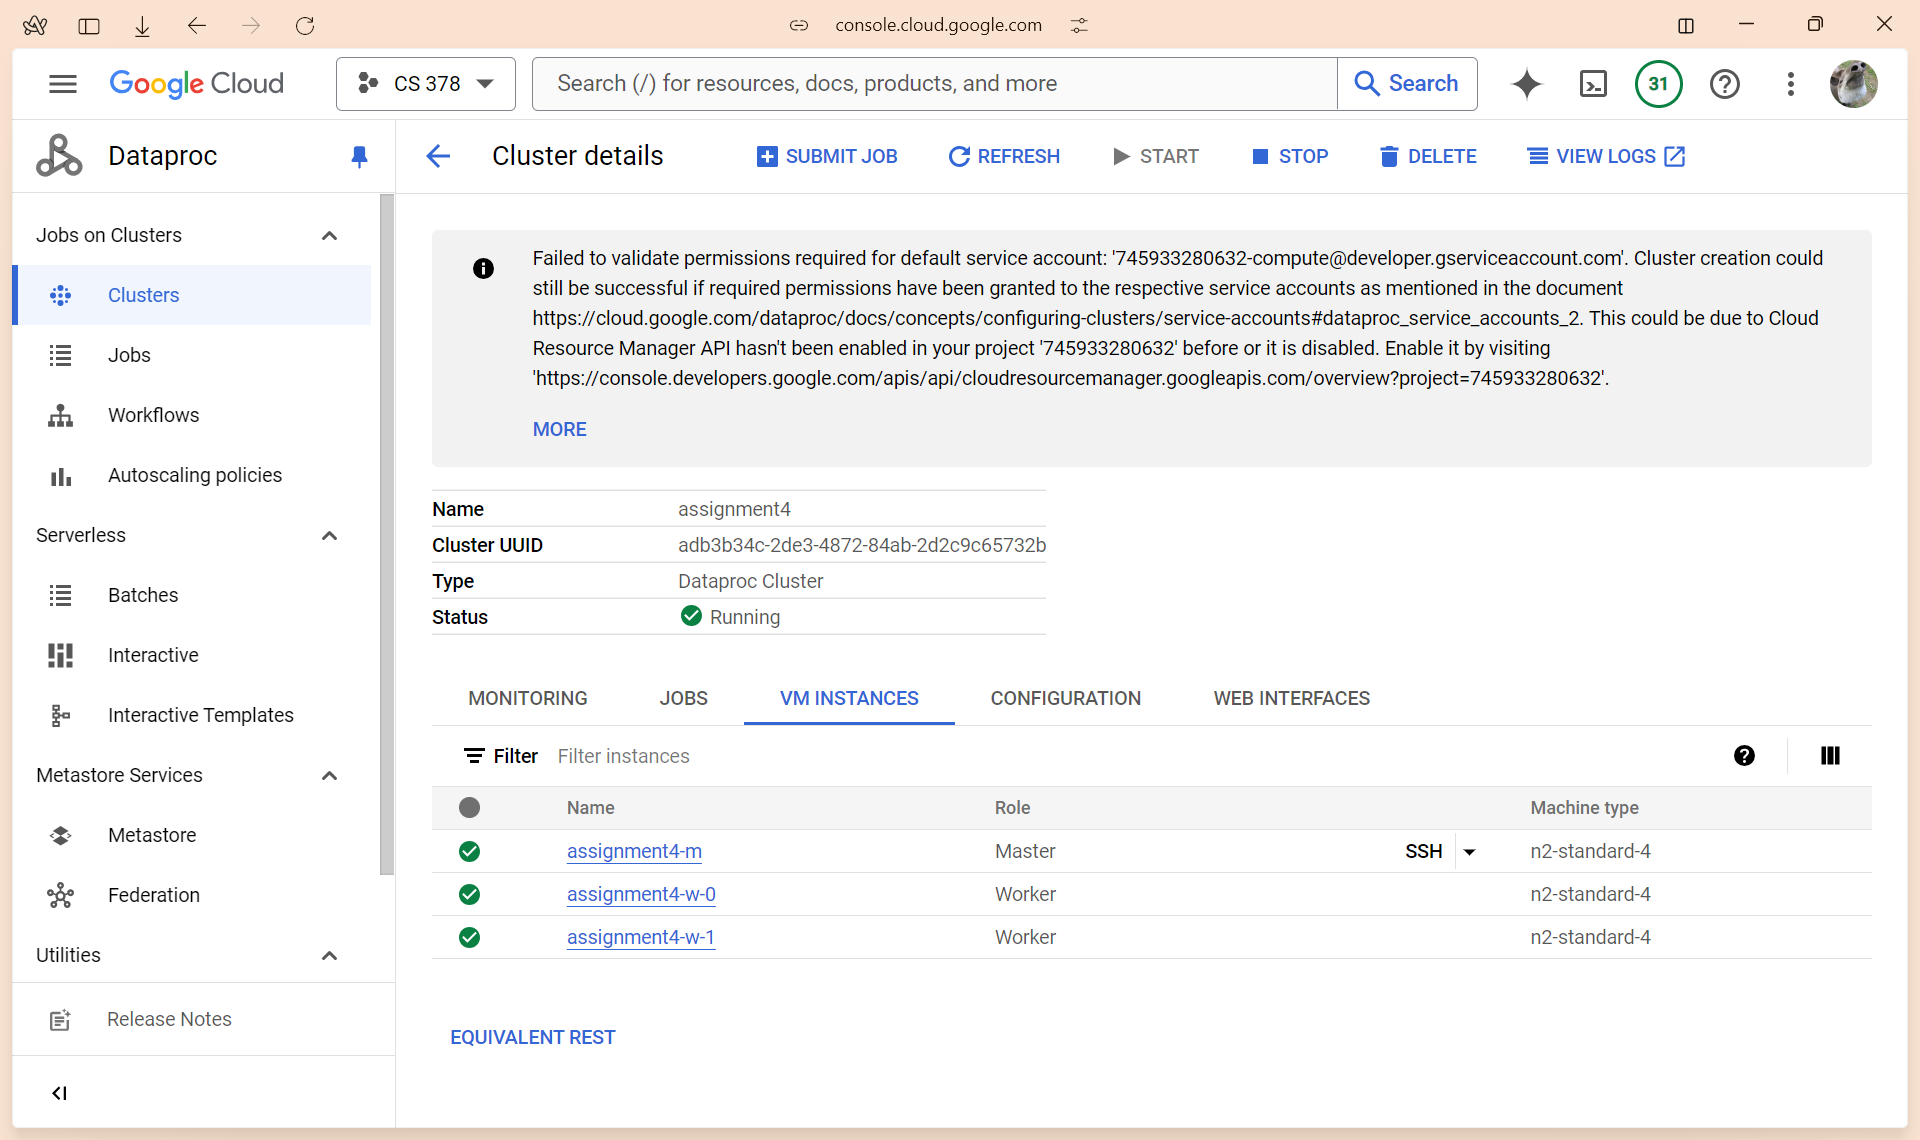 console.cloud.google.com
Google Cloud
CS 378
Search (/) for resources, docs, products, and more
Search
31
Dataproc
Cluster details
SUBMIT JOB
REFRESH
START
STOP
DELETE
VIEW LOGS
Jobs on Clusters
Clusters
Jobs
Workflows
Autoscaling policies
Serverless
Batches
Interactive
Interactive Templates
Metastore Services
Metastore
Federation
Utilities
Release Notes
Failed to validate permissions required for default service account: '745933280632-compute@developer.gserviceaccount.com'. Cluster creation could
still be successful if required permissions have been granted to the respective service accounts as mentioned in the document
https://cloud.google.com/dataproc/docs/concepts/configuring-clusters/service-accounts#dataproc_service_accounts_2. This could be due to Cloud
Resource Manager API hasn't been enabled in your project '745933280632' before or it is disabled. Enable it by visiting
'https://console.developers.google.com/apis/api/cloudresourcemanager.googleapis.com/overview?project=745933280632'.
MORE
Name assignment4
Cluster UUID adb3b34c-2de3-4872-84ab-2d2c9c65732b
Type Dataproc Cluster
Status Running
MONITORING JOBS VM INSTANCES CONFIGURATION WEB INTERFACES
Filter Filter instances
Name Role Machine type
assignment4-m Master SSH n2-standard-4
assignment4-w-0 Worker n2-standard-4
assignment4-w-1 Worker n2-standard-4
EQUIVALENT REST